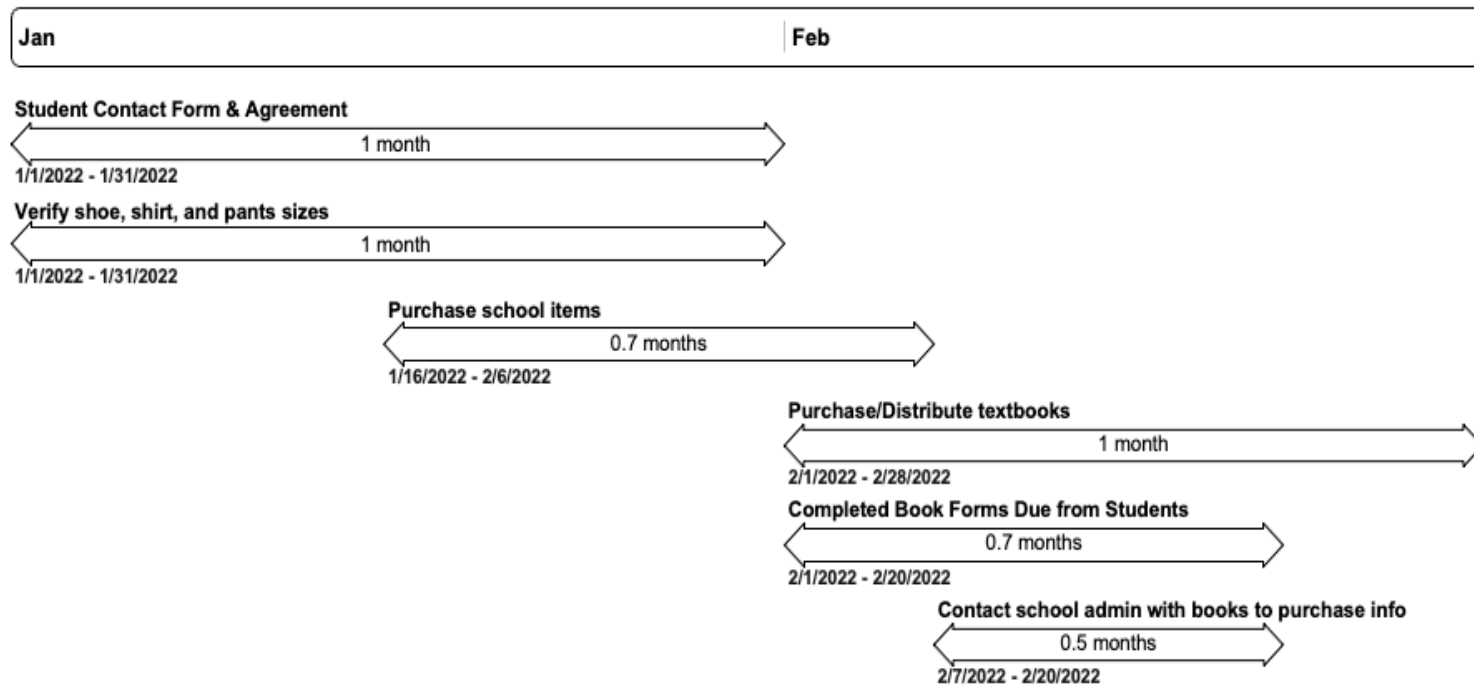 Jan Feb
Student Contact Form & Agreement
1 month
1/1/2022 - 1/31/2022
Verify shoe, shirt, and pants sizes
1 month
1/1/2022 - 1/31/2022
Purchase school items
0.7 months
1/16/2022 - 2/6/2022
Purchase/Distribute textbooks
1 month
2/1/2022 - 2/28/2022
Completed Book Forms Due from Students
0.7 months
2/1/2022 - 2/20/2022
Contact school admin with books to purchase info
0.5 months
2/7/2022 - 2/20/2022